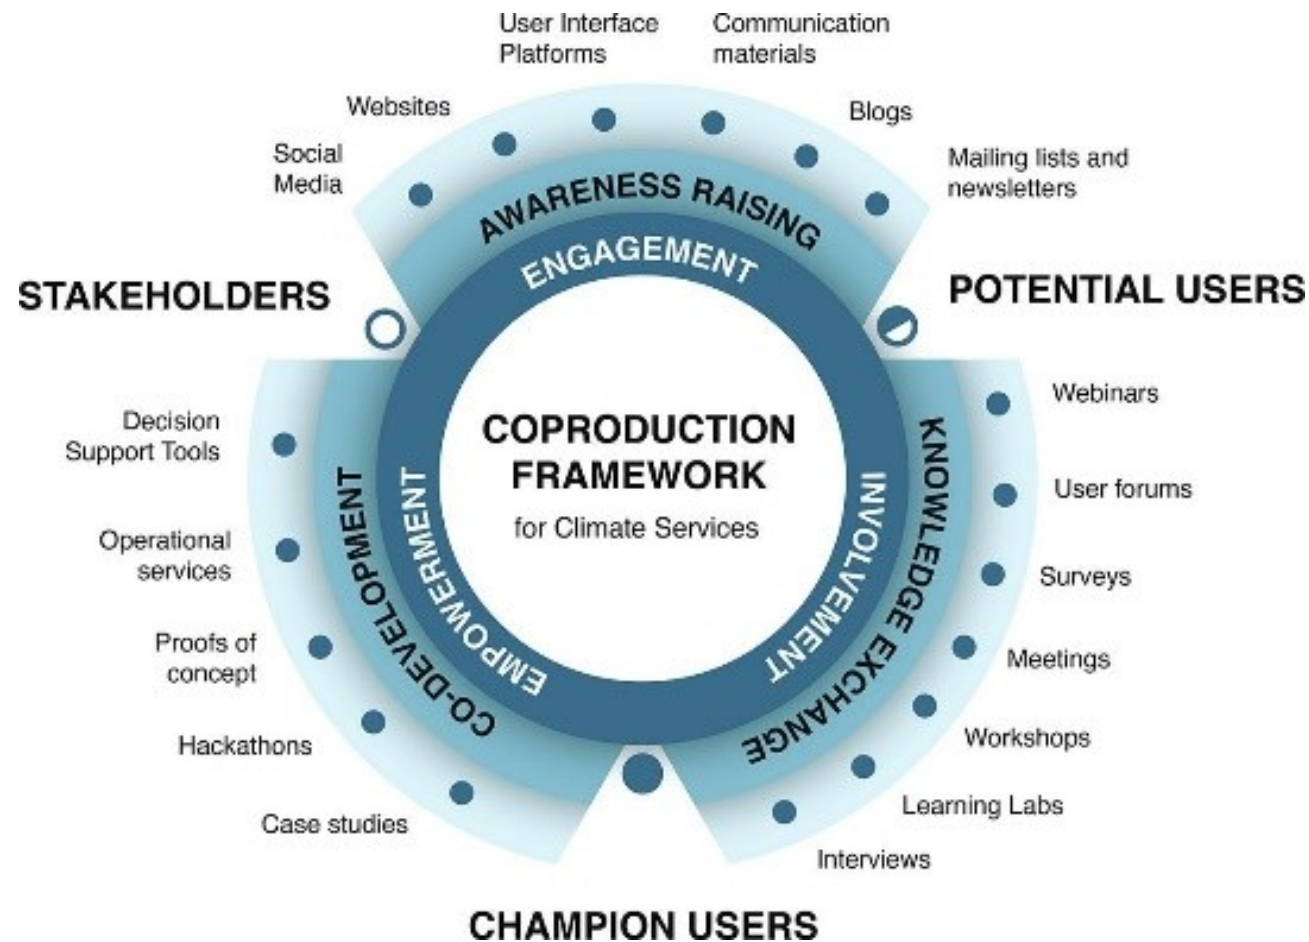 User Interface
Platforms
Communication
materials
Websites
Blogs
Social
Media
Mailing lists and
newsletters
AWARENESS RAISING
ENGAGEMENT
STAKEHOLDERS
POTENTIAL USERS
Decision
Support Tools
Operational
services
Proofs of
concept
Hackathons
Case studies
CO-DEVELOPMENT
EMPOWERMENT
COPRODUCTION
FRAMEWORK
for Climate Services
INVOLVEMENT
KNOWLEDGE EXCHANGE
Webinars
User forums
Surveys
Meetings
Workshops
Learning Labs
Interviews
CHAMPION USERS